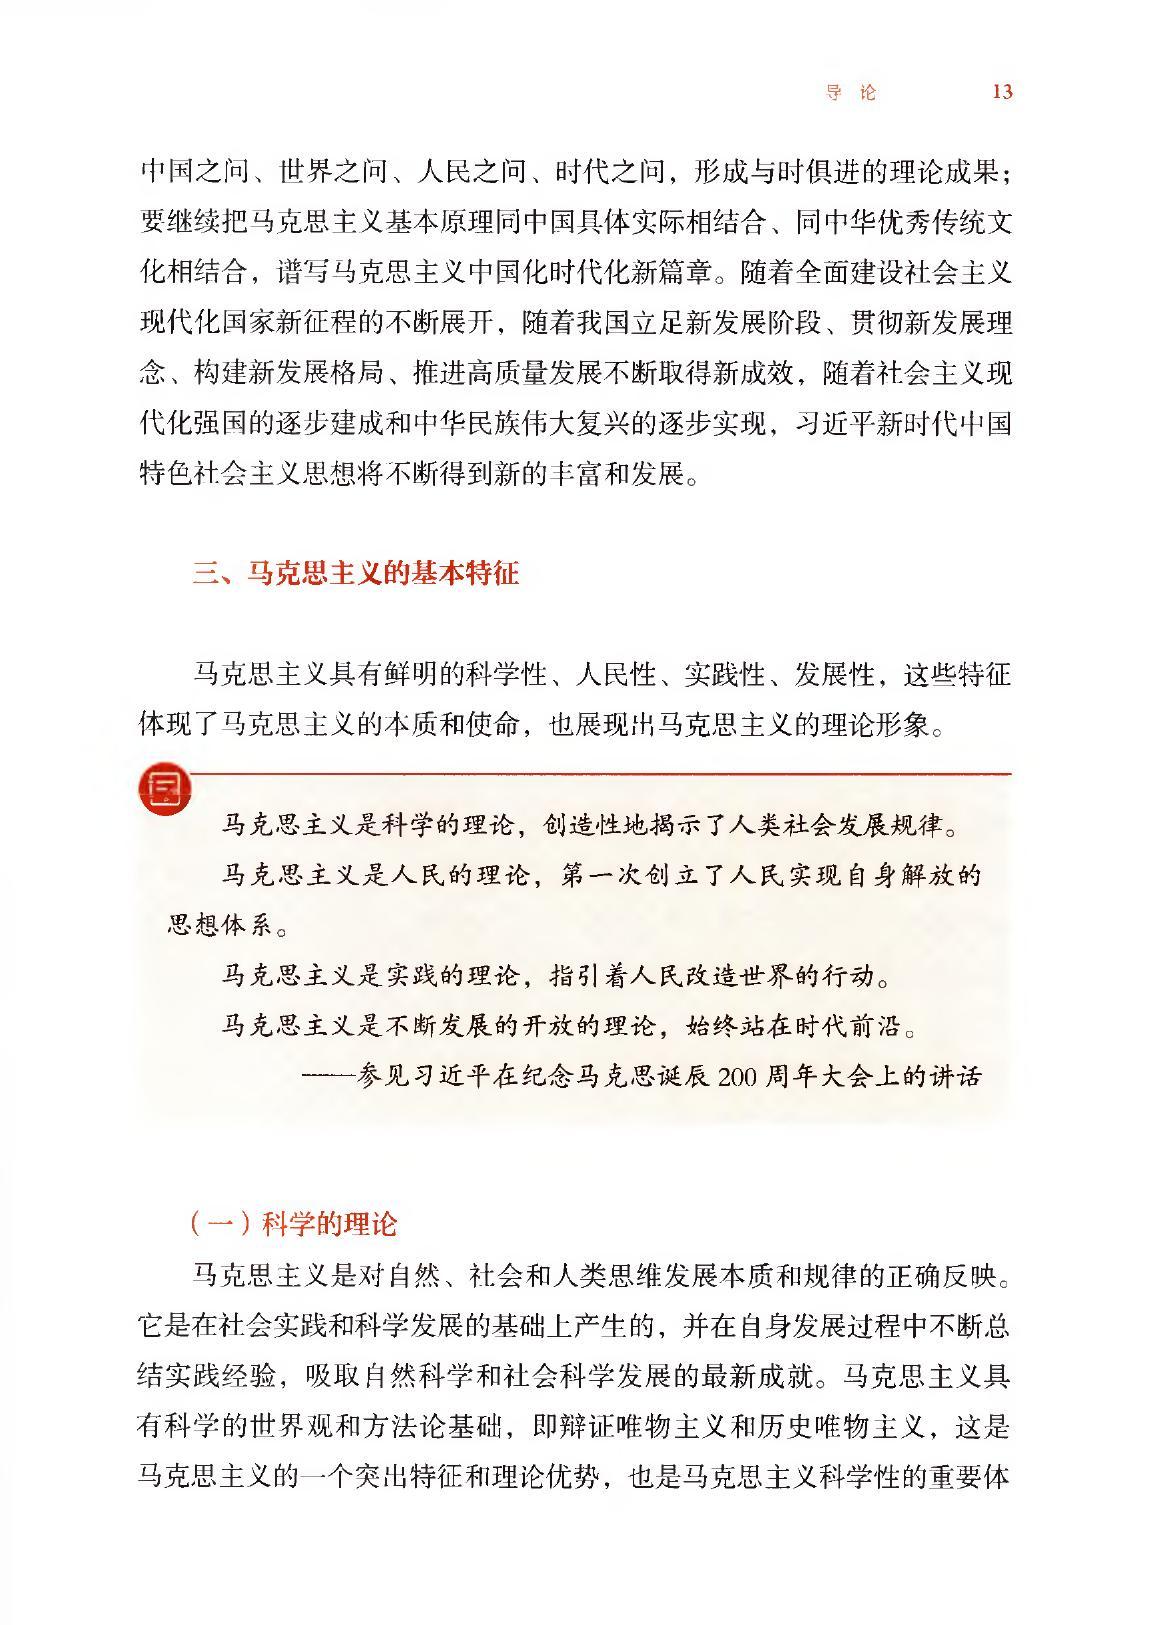 导 论 13
中国之问、世界之问、人民之问、时代之问，形成与时俱进的理论成果；
要继续把马克思主义基本原理同中国具体实际相结合、同中华优秀传统文
化相结合，谱写马克思主义中国化时代化新篇章。随着全面建设社会主义
现代化国家新征程的不断展开，随着我国立足新发展阶段、贯彻新发展理
念、构建新发展格局、推进高质量发展不断取得新成效，随着社会主义现
代化强国的逐步建成和中华民族伟大复兴的逐步实现，习近平新时代中国
特色社会主义思想将不断得到新的丰富和发展。
三、马克思主义的基本特征
马克思主义具有鲜明的科学性、人民性、实践性、发展性，这些特征
体现了马克思主义的本质和使命，也展现出马克思主义的理论形象。
马克思主义是科学的理论，创造性地揭示了人类社会发展规律。
马克思主义是人民的理论，第一次创立了人民实现自身解放的
思想体系。
马克思主义是实践的理论，指引着人民改造世界的行动。
马克思主义是不断发展的开放的理论，始终站在时代前沿。
——参见习近平在纪念马克思诞辰 200 周年大会上的讲话
（一）科学的理论
马克思主义是对自然、社会和人类思维发展本质和规律的正确反映。
它是在社会实践和科学发展的基础上产生的，并在自身发展过程中不断总
结实践经验，吸取自然科学和社会科学发展的最新成就。马克思主义具
有科学的世界观和方法论基础，即辩证唯物主义和历史唯物主义，这是
马克思主义的一个突出特征和理论优势，也是马克思主义科学性的重要体